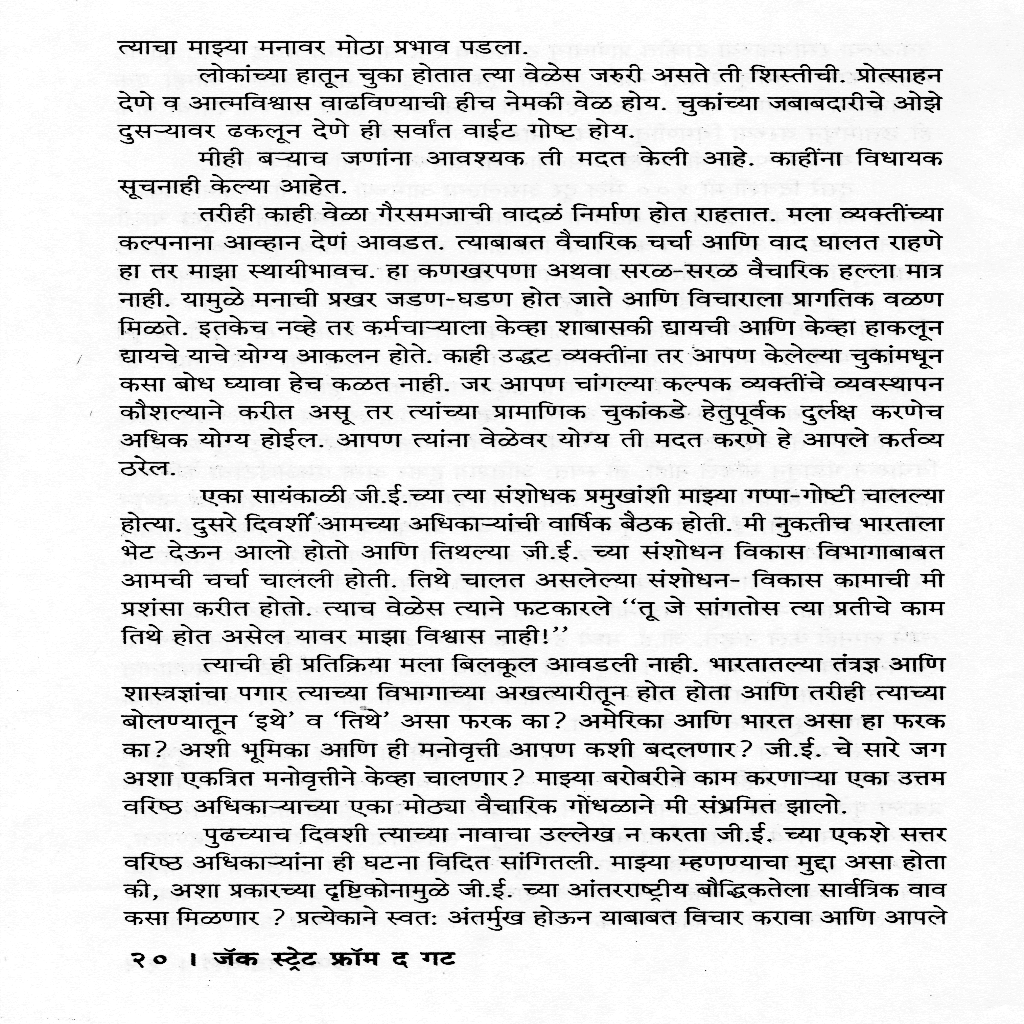 त्याचा माझ्या मनावर मोठा प्रभाव पडला.
लोकांच्या हातून चुका होतात त्या वेळेस जरुरी असते ती शिस्तीची. प्रोत्साहन
देणे व आत्मविश्वास वाढविण्याची हीच नेमकी वेळ होय. चुकांच्या जबाबदारीचे ओझे
दुसऱ्यावर ढकलून देणे ही सर्वांत वाईट गोष्ट होय.
मीही बऱ्याच जणांना आवश्यक ती मदत केली आहे. काहींना विधायक
सूचनाही केल्या आहेत.
तरीही काही वेळा गैरसमजाची वादळं निर्माण होत राहतात. मला व्यक्तींच्या
कल्पनाना आव्हान देणं आवडत. त्याबाबत वैचारिक चर्चा आणि वाद घालत राहणे
हा तर माझा स्थायीभावच. हा कणखरपणा अथवा सरळ-सरळ वैचारिक हल्ला मात्र
नाही. यामुळे मनाची प्रखर जडण-घडण होत जाते आणि विचाराला प्रागतिक वळण
मिळते. इतकेच नव्हे तर कर्मचाऱ्याला केव्हा शाबासकी द्यायची आणि केव्हा हाकलून
द्यायचे याचे योग्य आकलन होते. काही उद्धट व्यक्तींना तर आपण केलेल्या चुकांमधून
कसा बोध घ्यावा हेच कळत नाही. जर आपण चांगल्या कल्पक व्यक्तींचे व्यवस्थापन
कौशल्याने करीत असू तर त्यांच्या प्रामाणिक चुकांकडे हेतुपूर्वक दुर्लक्ष करणेच
अधिक योग्य होईल. आपण त्यांना वेळेवर योग्य ती मदत करणे हे आपले कर्तव्य
ठरेल.
एका सायंकाळी जी.ई.च्या त्या संशोधक प्रमुखांशी माझ्या गप्पा-गोष्टी चालल्या
होत्या. दुसरे दिवशीं आमच्या अधिकाऱ्यांची वार्षिक बैठक होती. मी नुकतीच भारताला
भेट देऊन आलो होतो आणि तिथल्या जी.ई. च्या संशोधन विकास विभागाबाबत
आमची चर्चा चालली होती. तिथे चालत असलेल्या संशोधन- विकास कामाची मी
प्रशंसा करीत होतो. त्याच वेळेस त्याने फटकारले “तू जे सांगतोस त्या प्रतीचे काम
तिथे होत असेल यावर माझा विश्वास नाही!”
त्याची ही प्रतिक्रिया मला बिलकूल आवडली नाही. भारतातल्या तंत्रज्ञ आणि
शास्त्रज्ञांचा पगार त्याच्या विभागाच्या अखत्यारीतून होत होता आणि तरीही त्याच्या
बोलण्यातून ‘इथे’ व ‘तिथे’ असा फरक का? अमेरिका आणि भारत असा हा फरक
का? अशी भूमिका आणि ही मनोवृत्ती आपण कशी बदलणार? जी.ई. चे सारे जग
अशा एकत्रित मनोवृत्तीने केव्हा चालणार? माझ्या बरोबरीने काम करणाऱ्या एका उत्तम
वरिष्ठ अधिकाऱ्याच्या एका मोठ्या वैचारिक गोंधळाने मी संभ्रमित झालो.
पुढच्याच दिवशी त्याच्या नावाचा उल्लेख न करता जी.ई. च्या एकशे सत्तर
वरिष्ठ अधिकाऱ्यांना ही घटना विदित सांगितली. माझ्या म्हणण्याचा मुद्दा असा होता
की, अशा प्रकारच्या दृष्टिकोनामुळे जी.ई. च्या आंतरराष्ट्रीय बौद्धिकतेला सार्वत्रिक वाव
कसा मिळणार ? प्रत्येकाने स्वत: अंतर्मुख होऊन याबाबत विचार करावा आणि आपले
२० । जॅक स्ट्रेट फ्रॉम द गट